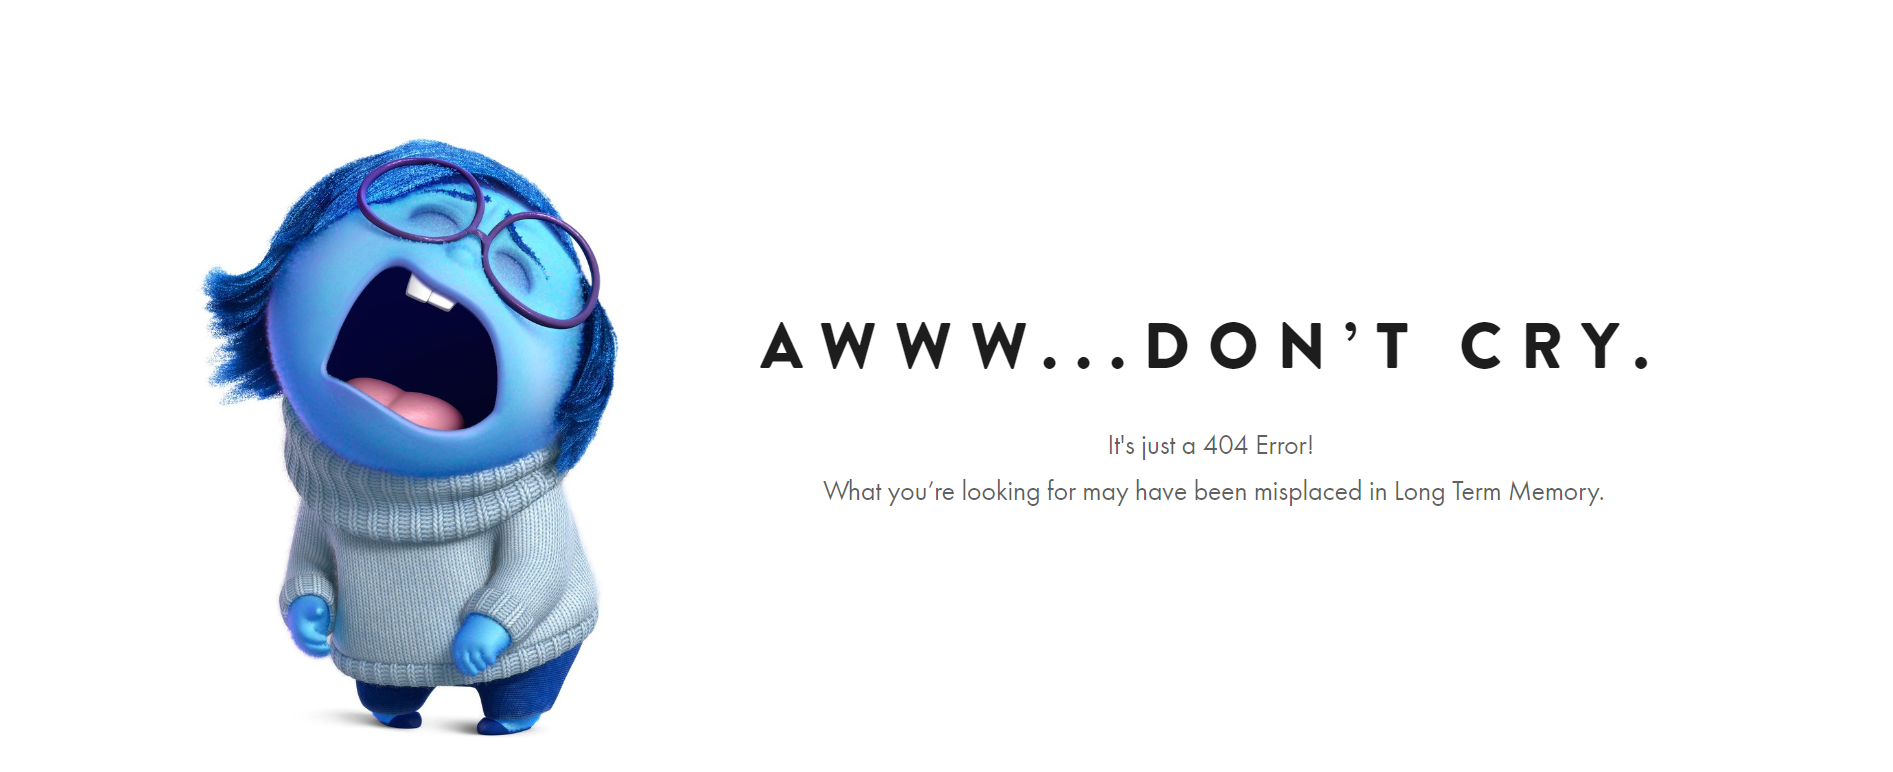 AWWW...DON’T CRY.
It's just a 404 Error!
What you’re looking for may have been misplaced in Long Term Memory.